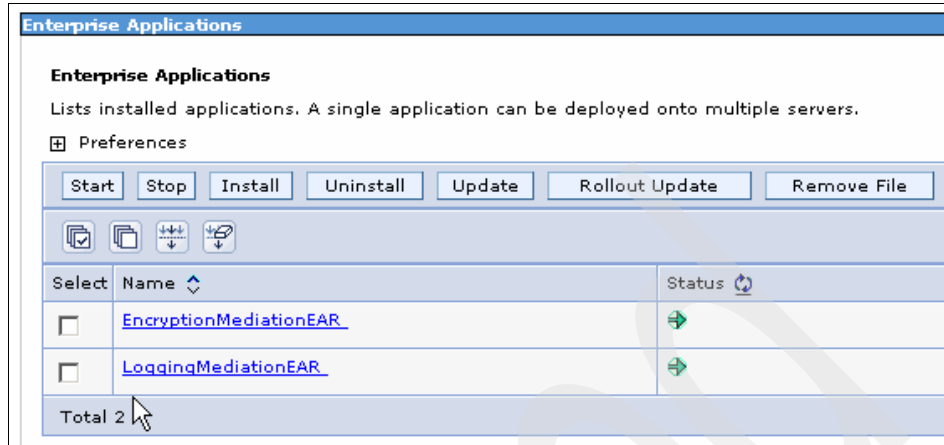 Enterprise Applications
Enterprise Applications
Lists installed applications. A single application can be deployed onto multiple servers.
Preferences
Start Stop Install Uninstall Update Rollout Update Remove File
Select Name Status
EncryptionMediationEAR
LoggingMediationEAR
Total 2